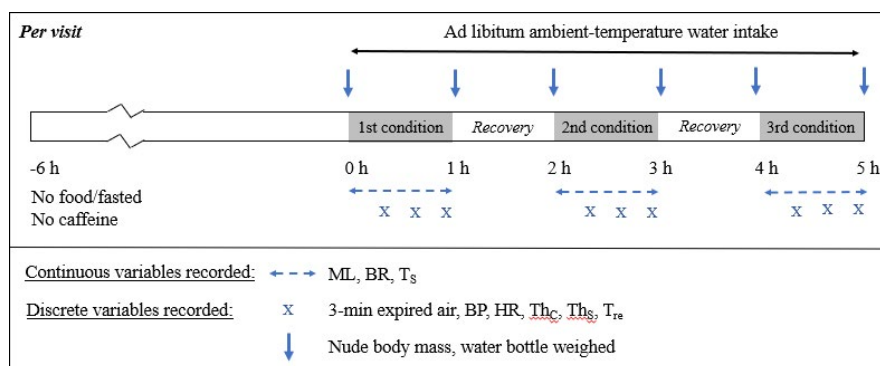 Per visit
Ad libitum ambient-temperature water intake
1st condition Recovery 2nd condition Recovery 3rd condition
-6 h 0 h 1 h 2 h 3 h 4 h 5 h
No food/fasted
No caffeine
x x x x x x x x x
Continuous variables recorded: ML, BR, TS
Discrete variables recorded: x 3-min expired air, BP, HR, ThC, ThS, Tre
Nude body mass, water bottle weighed